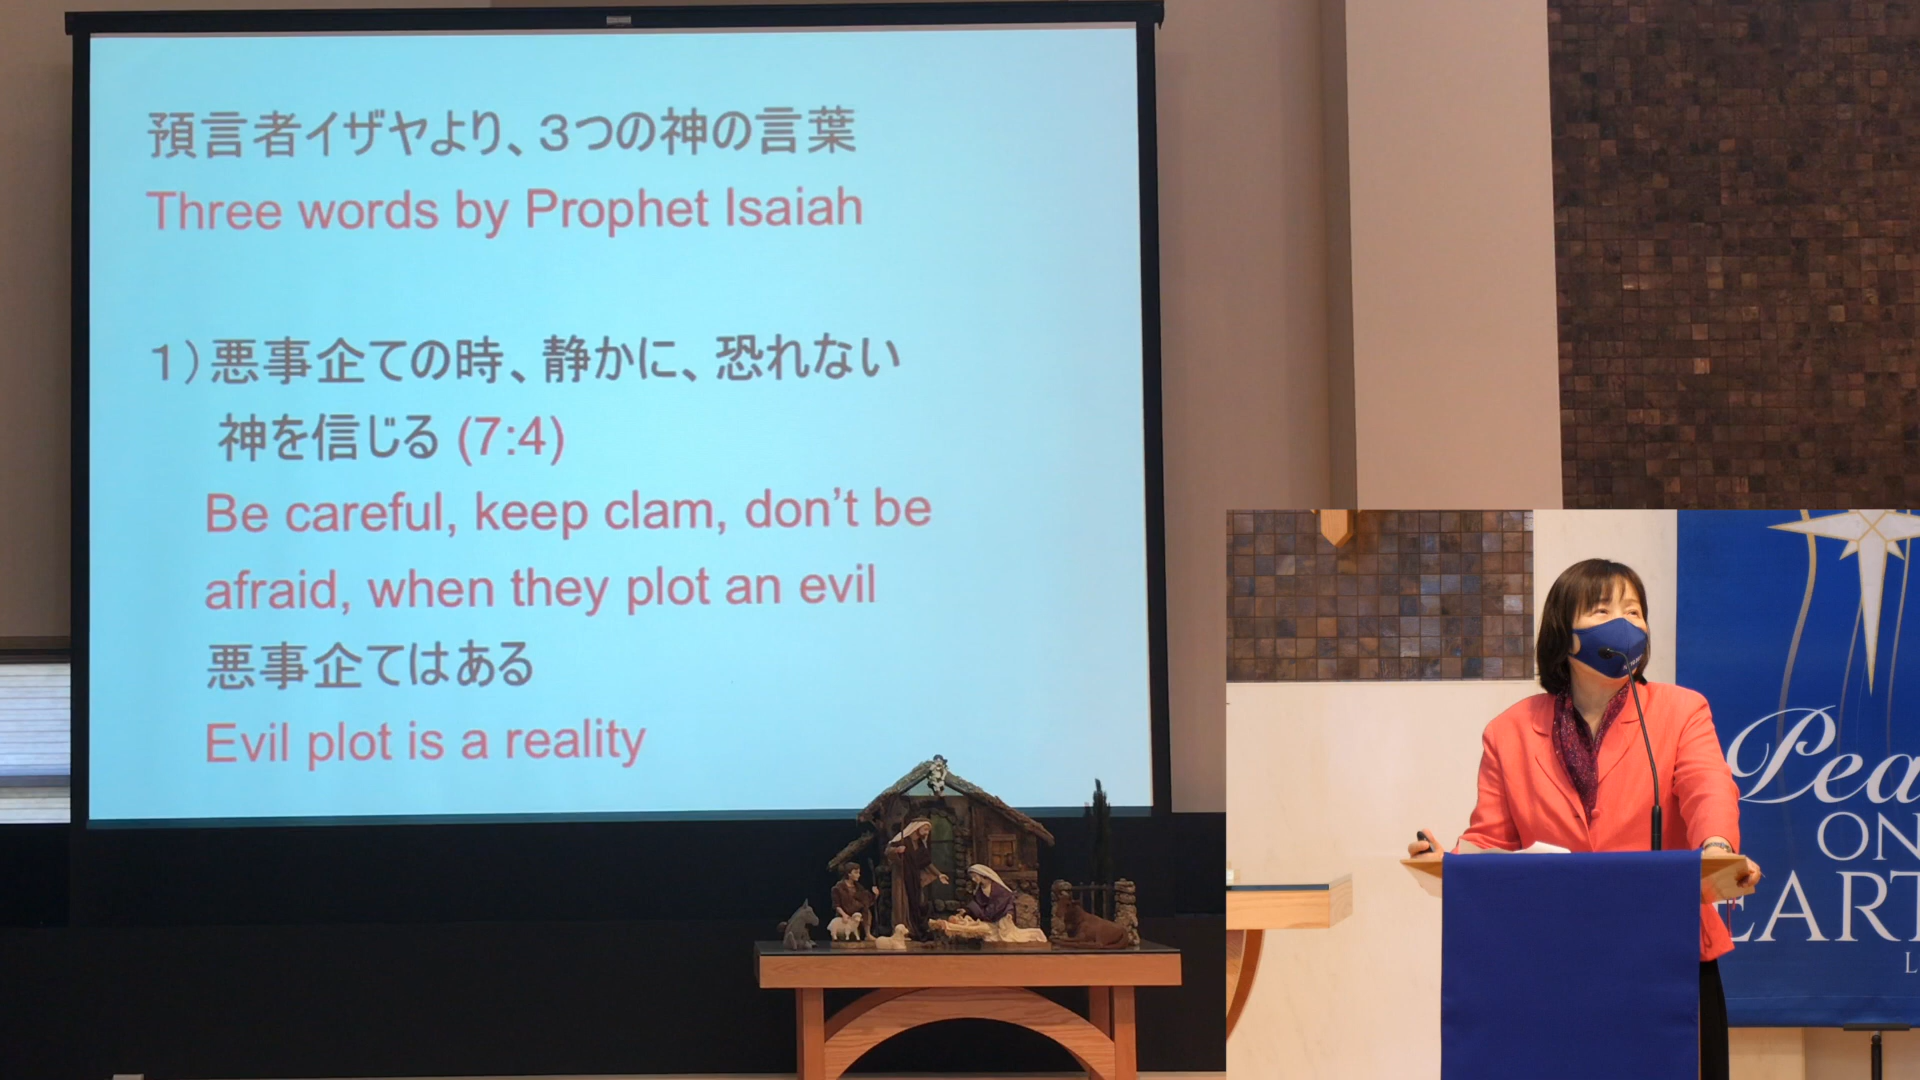 預言者イザヤより、３つの神の言葉
Three words by Prophet Isaiah
１）悪事企ての時、静かに、恐れない
神を信じる (7:4)
Be careful, keep clam, don’t be
afraid, when they plot an evil
悪事企てはある
Evil plot is a reality
Pea
ON
EART
L